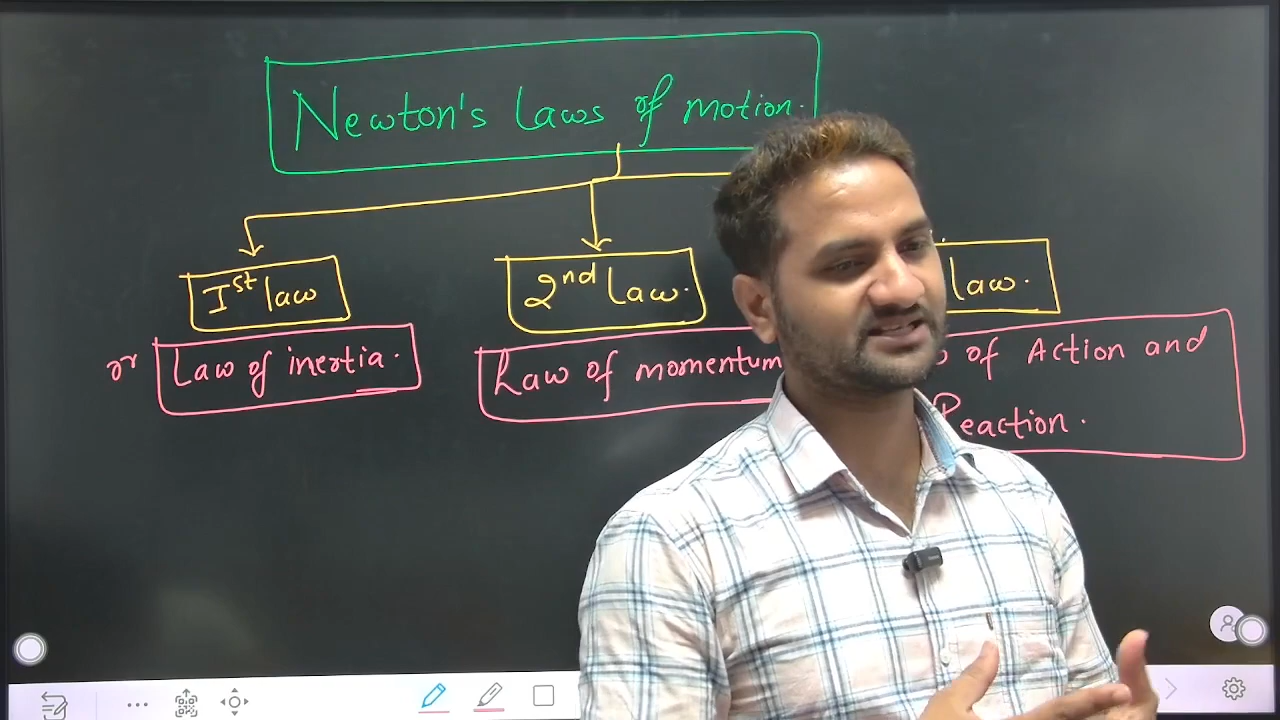 Newton's Laws of motion.
Ist law
2nd Law.
Law.
or Law of inertia.
Law of momentum
of Action and
Reaction.